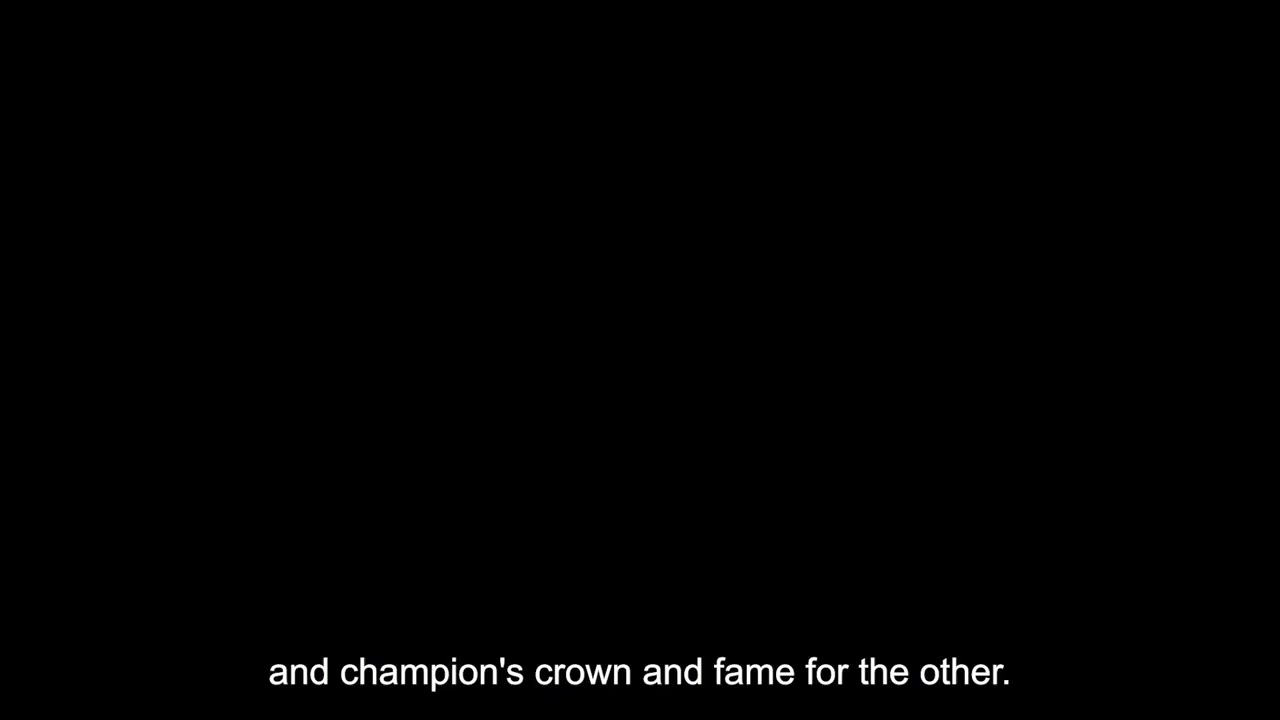 and champion's crown and fame for the other.